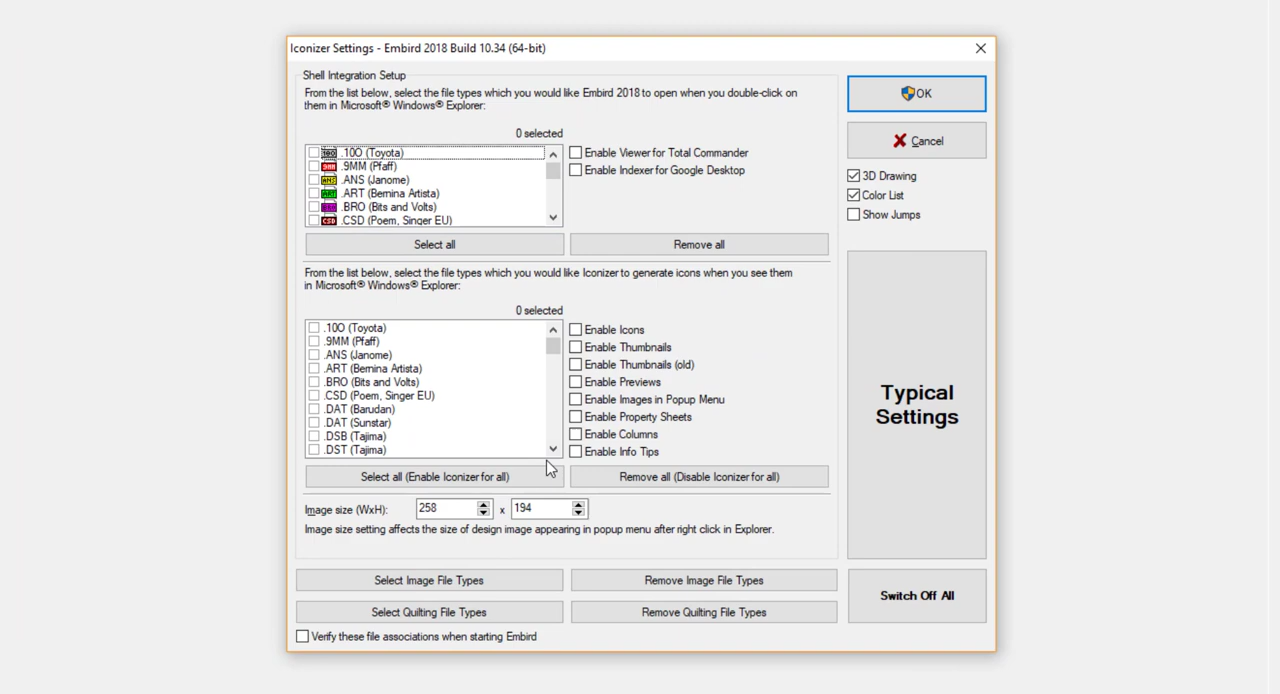 Iconizer Settings - Embird 2018 Build 10.34 (64-bit)
Shell Integration Setup
From the list below, select the file types which you would like Embird 2018 to open when you double-click on
them in Microsoft® Windows® Explorer:
0 selected
.10O (Toyota)
.9MM (Pfaff)
.ANS (Janome)
.ART (Bernina Artista)
.BRO (Bits and Volts)
.CSD (Poem, Singer EU)
Enable Viewer for Total Commander
Enable Indexer for Google Desktop
Select all
Remove all
From the list below, select the file types which you would like Iconizer to generate icons when you see them
in Microsoft® Windows® Explorer:
0 selected
.10O (Toyota)
.9MM (Pfaff)
.ANS (Janome)
.ART (Bernina Artista)
.BRO (Bits and Volts)
.CSD (Poem, Singer EU)
.DAT (Barudan)
.DAT (Sunstar)
.DSB (Tajima)
.DST (Tajima)
Enable Icons
Enable Thumbnails
Enable Thumbnails (old)
Enable Previews
Enable Images in Popup Menu
Enable Property Sheets
Enable Columns
Enable Info Tips
Select all (Enable Iconizer for all)
Remove all (Disable Iconizer for all)
Image size (WxH): 258 x 194
Image size setting affects the size of design image appearing in popup menu after right click in Explorer.
Select Image File Types
Remove Image File Types
Select Quilting File Types
Remove Quilting File Types
Verify these file associations when starting Embird
OK
Cancel
3D Drawing
Color List
Show Jumps
Typical
Settings
Switch Off All